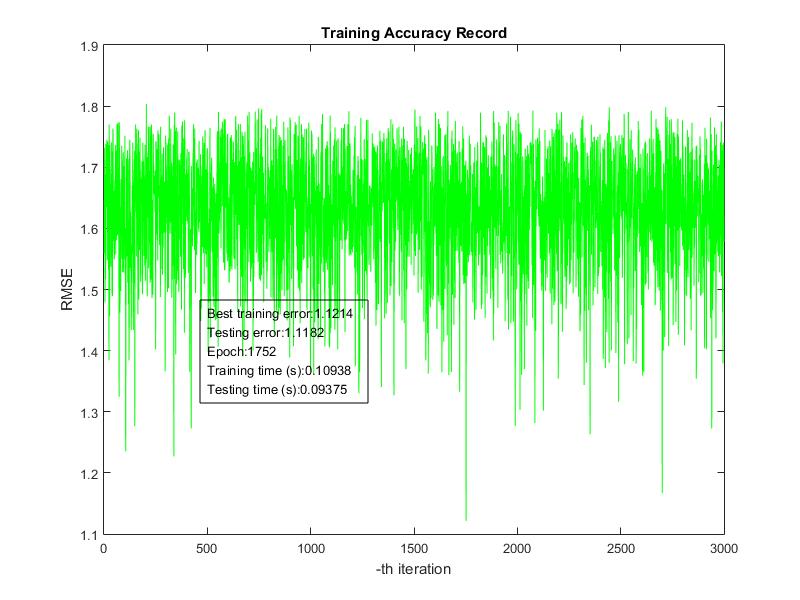 Training Accuracy Record
1.9
1.8
1.7
1.6
1.5
1.4
1.3
1.2
1.1
RMSE
Best training error:1.1214
Testing error:1.1182
Epoch:1752
Training time (s):0.10938
Testing time (s):0.09375
0 500 1000 1500 2000 2500 3000
-th iteration